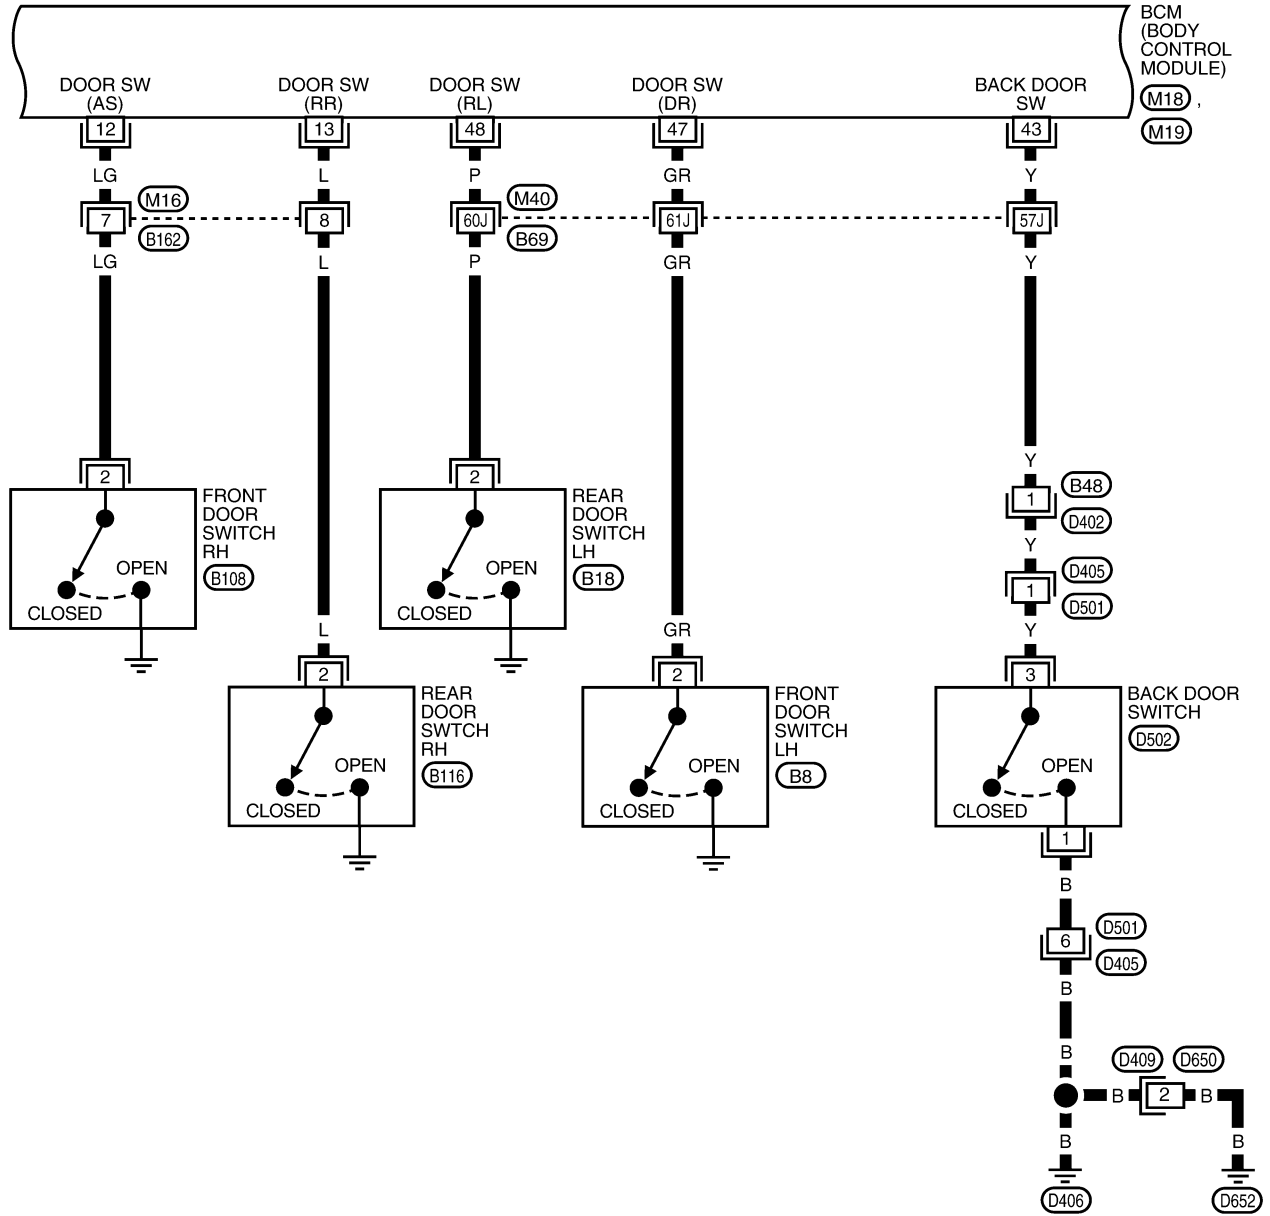 BCM
(BODY
CONTROL
MODULE)
M18 ,
M19
DOOR SW
(AS)
DOOR SW
(RR)
DOOR SW
(RL)
DOOR SW
(DR)
BACK DOOR
SW
12
13
48
47
43
LG
L
P
GR
Y
7
M16
B162
8
60J
M40
B69
61J
57J
LG
L
P
GR
Y
2
FRONT
DOOR
SWITCH
RH
B108
OPEN
CLOSED
2
REAR
DOOR
SWITCH
LH
B18
OPEN
CLOSED
Y
1
B48
D402
Y
1
D405
D501
Y
L
GR
2
REAR
DOOR
SWTCH
RH
B116
OPEN
CLOSED
2
FRONT
DOOR
SWITCH
LH
B8
OPEN
CLOSED
3
BACK DOOR
SWITCH
D502
OPEN
CLOSED
1
B
6
D501
D405
B
B
D409
D650
B
2
B
B
B
D406
D652